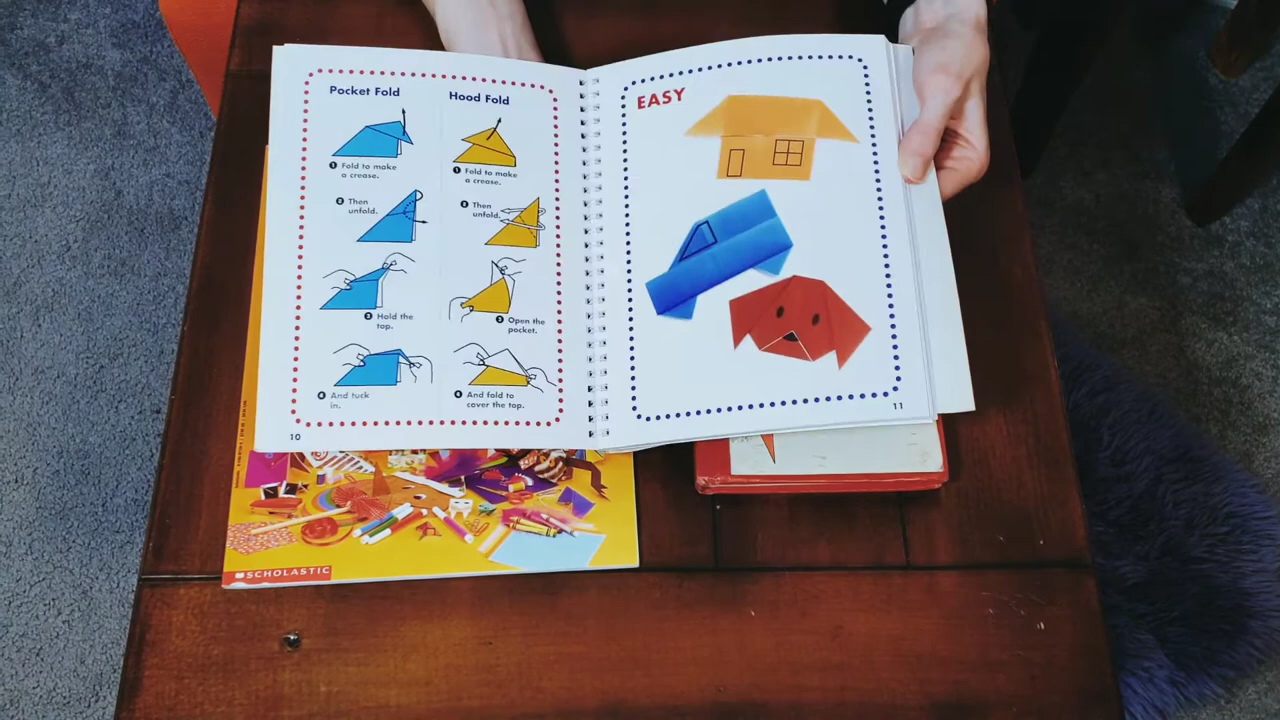 Pocket Fold
1 Fold to make
a crease.
2 Then
unfold.
3 Hold the
top.
4 And tuck
in.
10
Hood Fold
1 Fold to make
a crease.
2 Then
unfold.
3 Open the
pocket.
4 And fold to
cover the top.
EASY
11
SCHOLASTIC